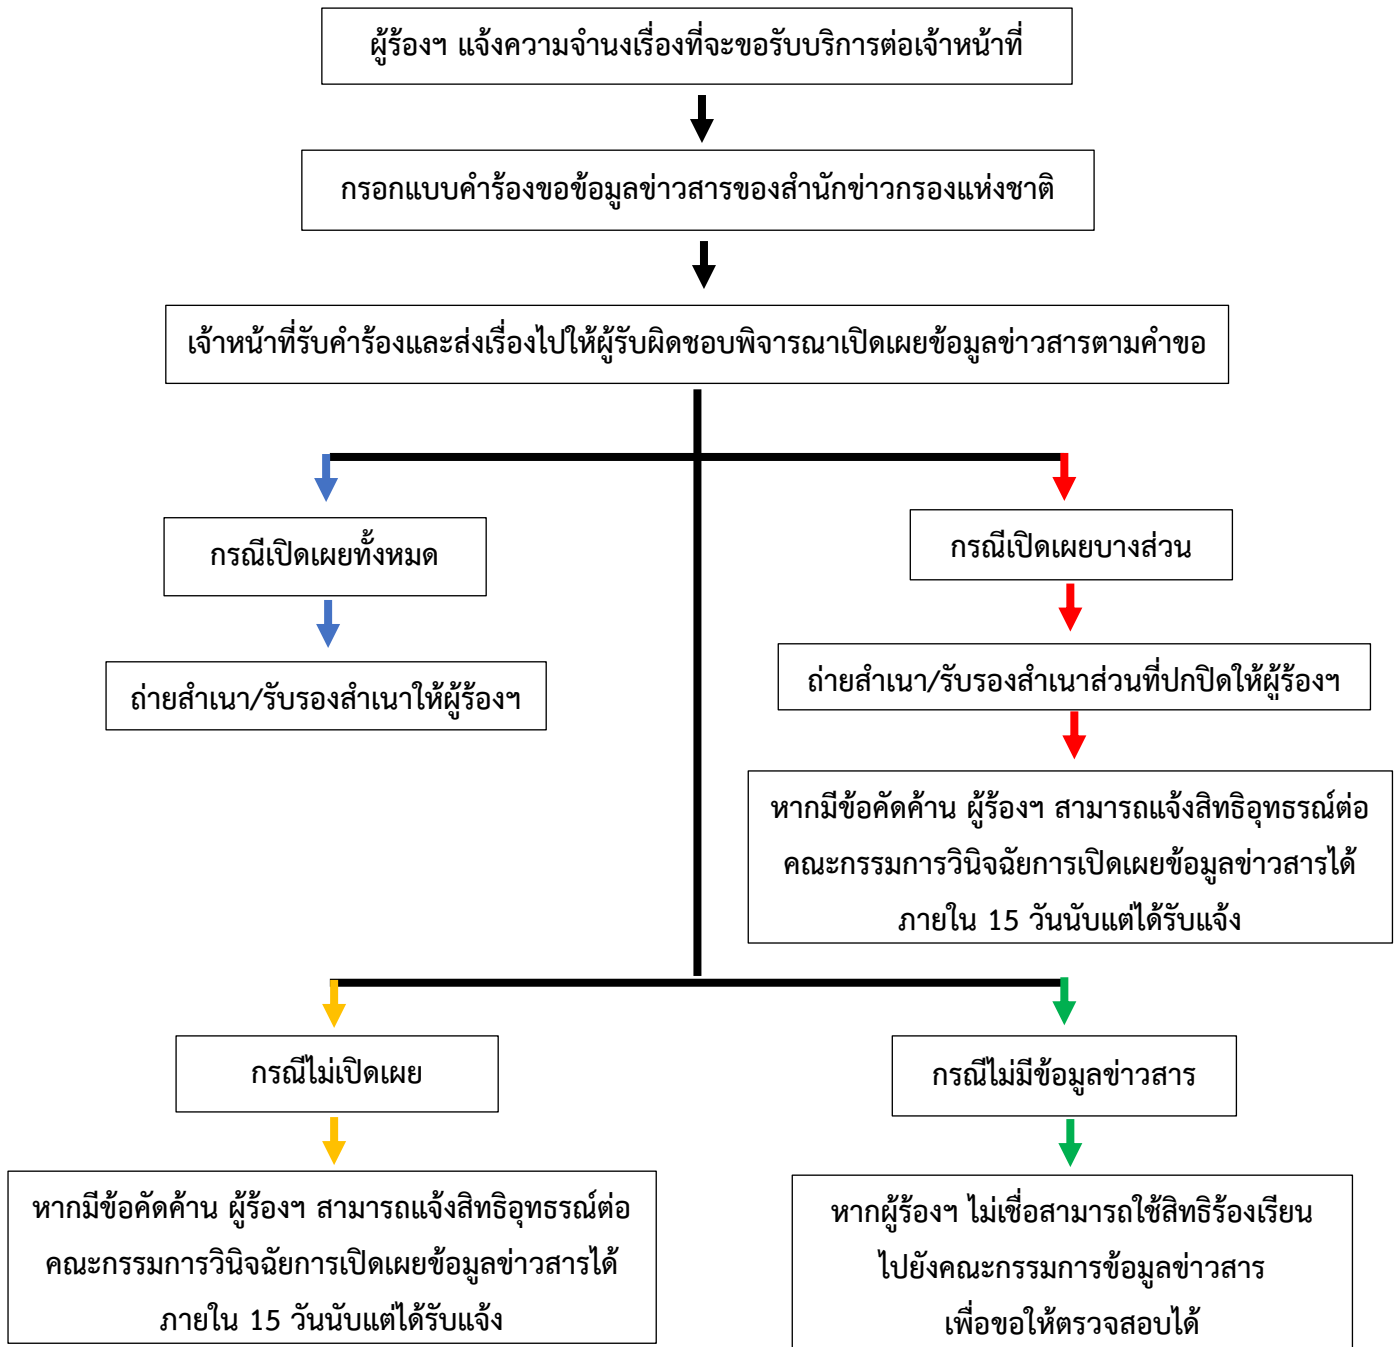 ผู้ร้องฯ แจ้งความจำนงเรื่องที่จะขอรับบริการต่อเจ้าหน้าที่
กรอกแบบคำร้องขอข้อมูลข่าวสารของสำนักข่าวกรองแห่งชาติ
เจ้าหน้าที่รับคำร้องและส่งเรื่องไปให้ผู้รับผิดชอบพิจารณาเปิดเผยข้อมูลข่าวสารตามคำขอ
กรณีเปิดเผยทั้งหมด
ถ่ายสำเนา/รับรองสำเนาให้ผู้ร้องฯ
กรณีเปิดเผยบางส่วน
ถ่ายสำเนา/รับรองสำเนาส่วนที่ปกปิดให้ผู้ร้องฯ
หากมีข้อคัดค้าน ผู้ร้องฯ สามารถแจ้งสิทธิอุทธรณ์ต่อ
คณะกรรมการวินิจฉัยการเปิดเผยข้อมูลข่าวสารได้
ภายใน 15 วันนับแต่ได้รับแจ้ง
กรณีไม่เปิดเผย
หากมีข้อคัดค้าน ผู้ร้องฯ สามารถแจ้งสิทธิอุทธรณ์ต่อ
คณะกรรมการวินิจฉัยการเปิดเผยข้อมูลข่าวสารได้
ภายใน 15 วันนับแต่ได้รับแจ้ง
กรณีไม่มีข้อมูลข่าวสาร
หากผู้ร้องฯ ไม่เชื่อสามารถใช้สิทธิร้องเรียน
ไปยังคณะกรรมการข้อมูลข่าวสาร
เพื่อขอให้ตรวจสอบได้